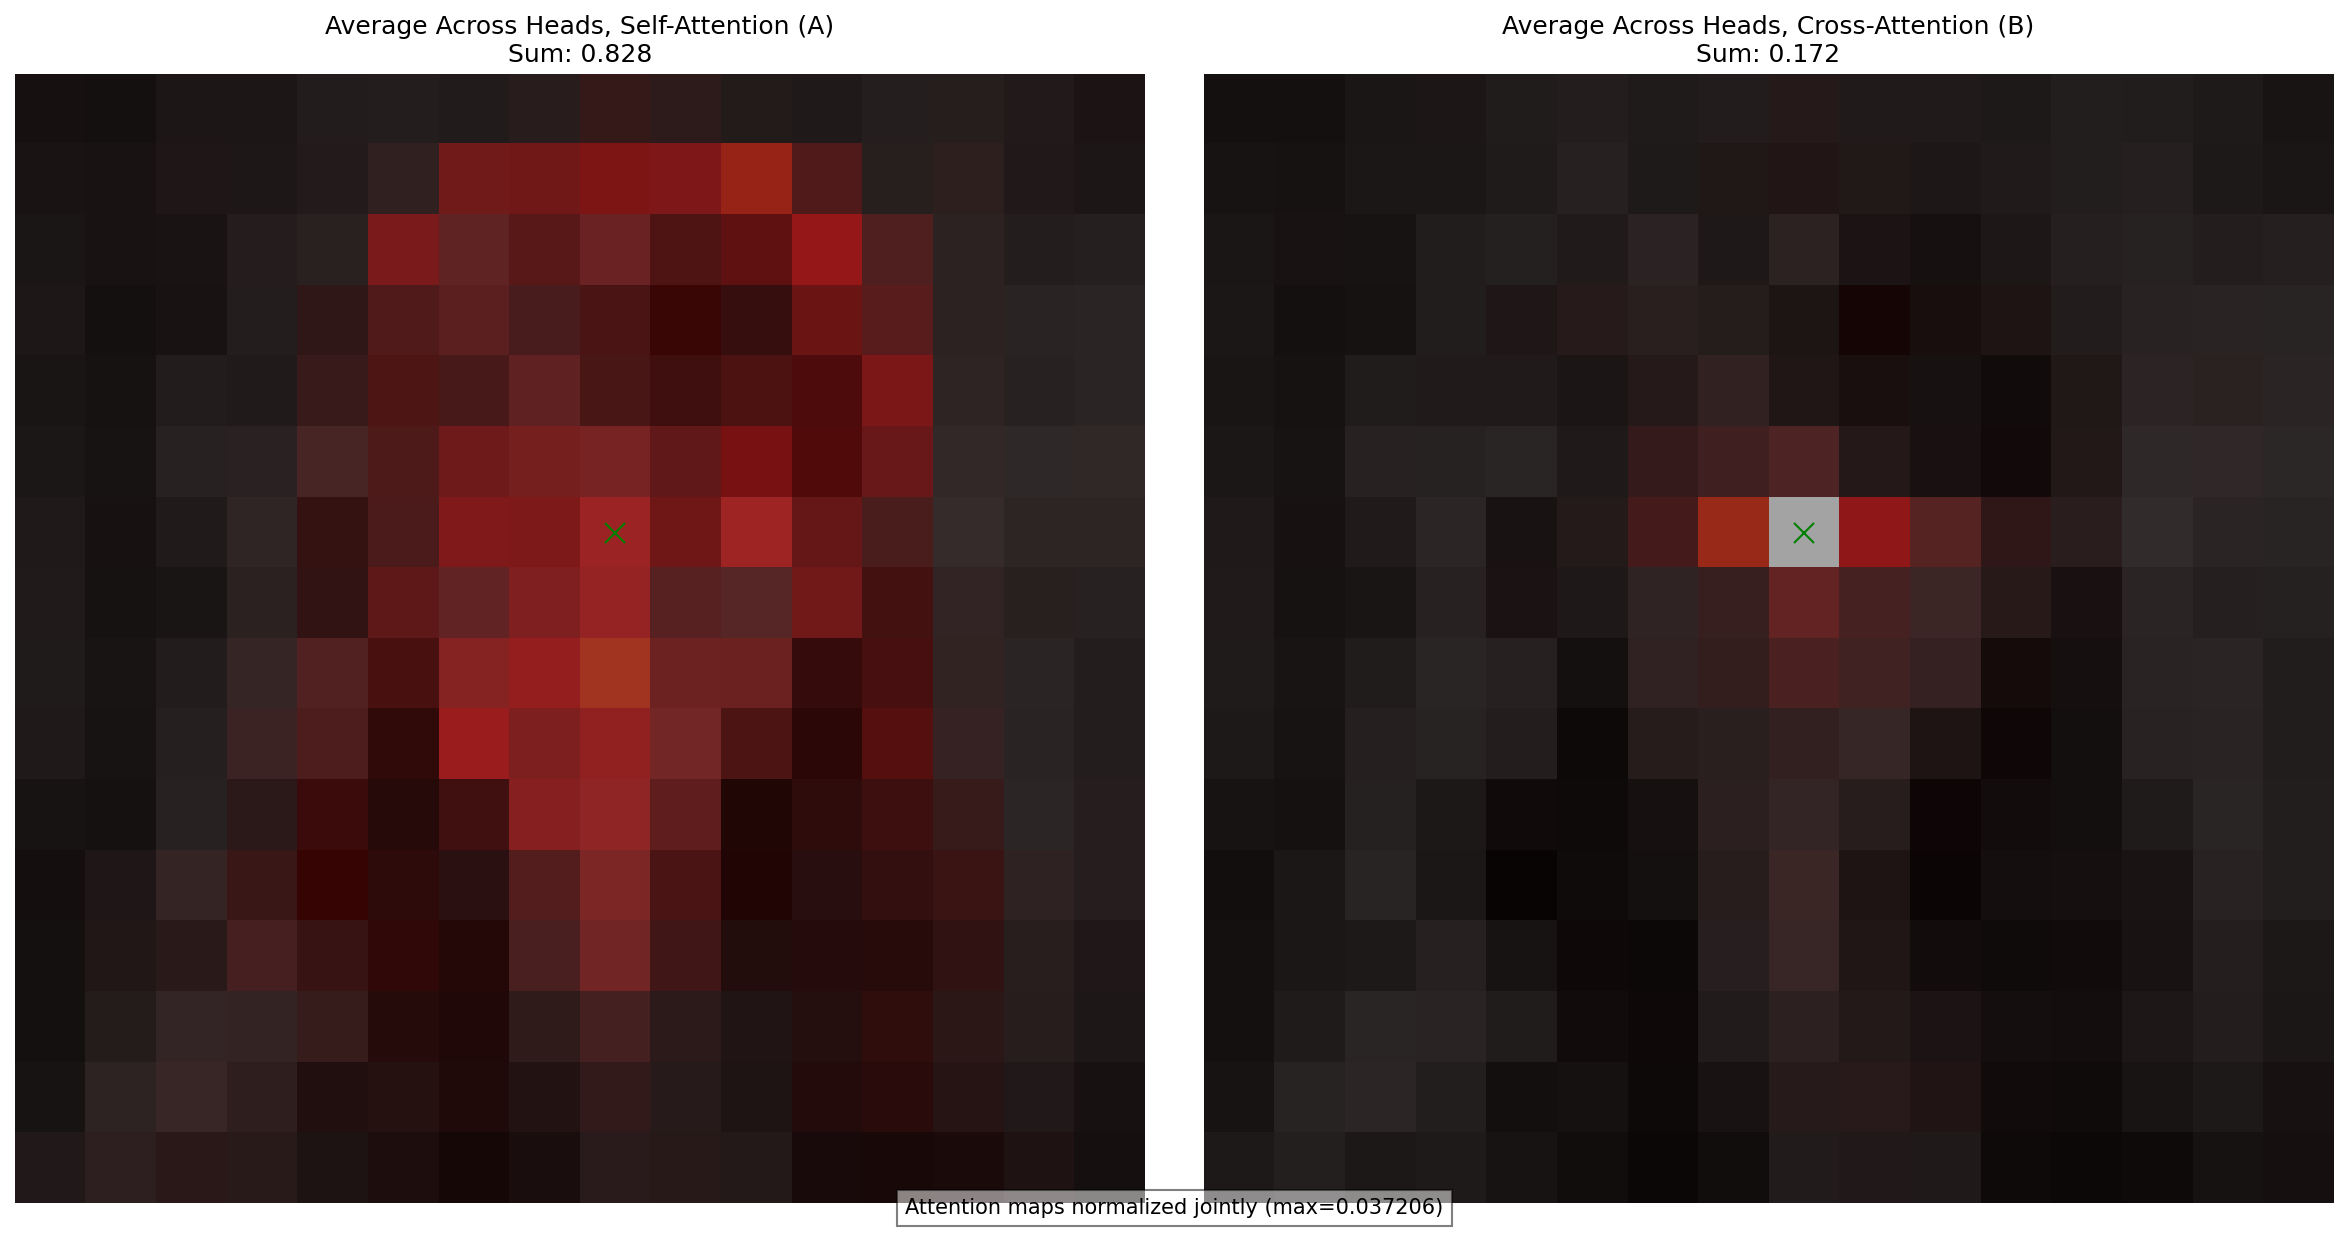 Average Across Heads, Self-Attention (A)
Sum: 0.828
Average Across Heads, Cross-Attention (B)
Sum: 0.172
Attention maps normalized jointly (max=0.037206)